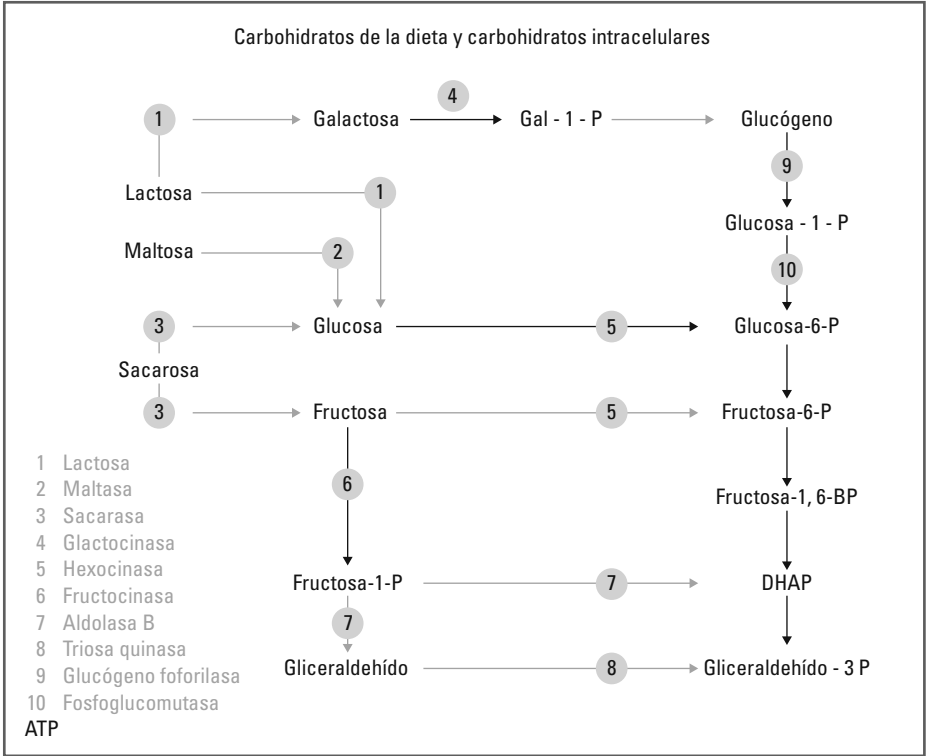 Carbohidratos de la dieta y carbohidratos intracelulares
4
1 Galactosa Gal - 1 - P Glucógeno
9
Lactosa 1
Glucosa - 1 - P
Maltosa 2
10
3 Glucosa 5 Glucosa-6-P
Sacarosa
3 Fructosa 5 Fructosa-6-P
6
Fructosa-1, 6-BP
Fructosa-1-P 7 DHAP
7
Gliceraldehído 8 Gliceraldehído - 3 P
1 Lactosa
2 Maltasa
3 Sacarasa
4 Glactocinasa
5 Hexocinasa
6 Fructocinasa
7 Aldolasa B
8 Triosa quinasa
9 Glucógeno foforilasa
10 Fosfoglucomutasa
ATP